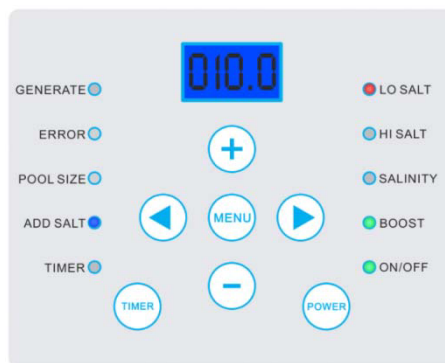 010.0
GENERATE
LO SALT
ERROR
HI SALT
+
POOL SIZE
SALINITY
ADD SALT
MENU
BOOST
TIMER
ON/OFF
−
TIMER
POWER